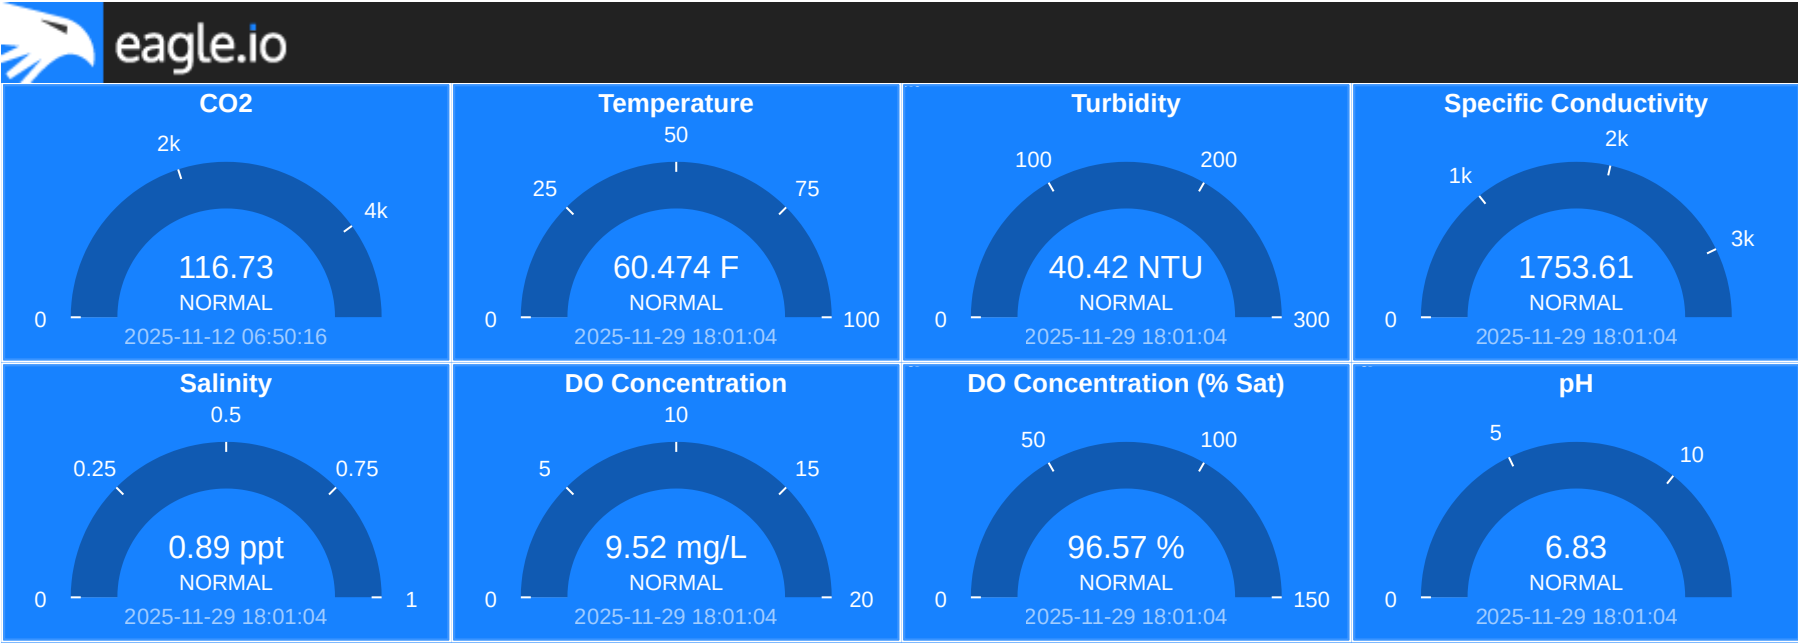 eagle.io
CO2
2k
4k
116.73
NORMAL
0
2025-11-12 06:50:16
Temperature
50
25
75
60.474 F
NORMAL
0
100
2025-11-29 18:01:04
Turbidity
100
200
40.42 NTU
NORMAL
0
300
2025-11-29 18:01:04
Specific Conductivity
2k
1k
3k
1753.61
NORMAL
0
2025-11-29 18:01:04
Salinity
0.5
0.25
0.75
0.89 ppt
NORMAL
0
1
2025-11-29 18:01:04
DO Concentration
10
5
15
9.52 mg/L
NORMAL
0
20
2025-11-29 18:01:04
DO Concentration (% Sat)
50
100
96.57 %
NORMAL
0
150
2025-11-29 18:01:04
pH
5
10
6.83
NORMAL
0
2025-11-29 18:01:04